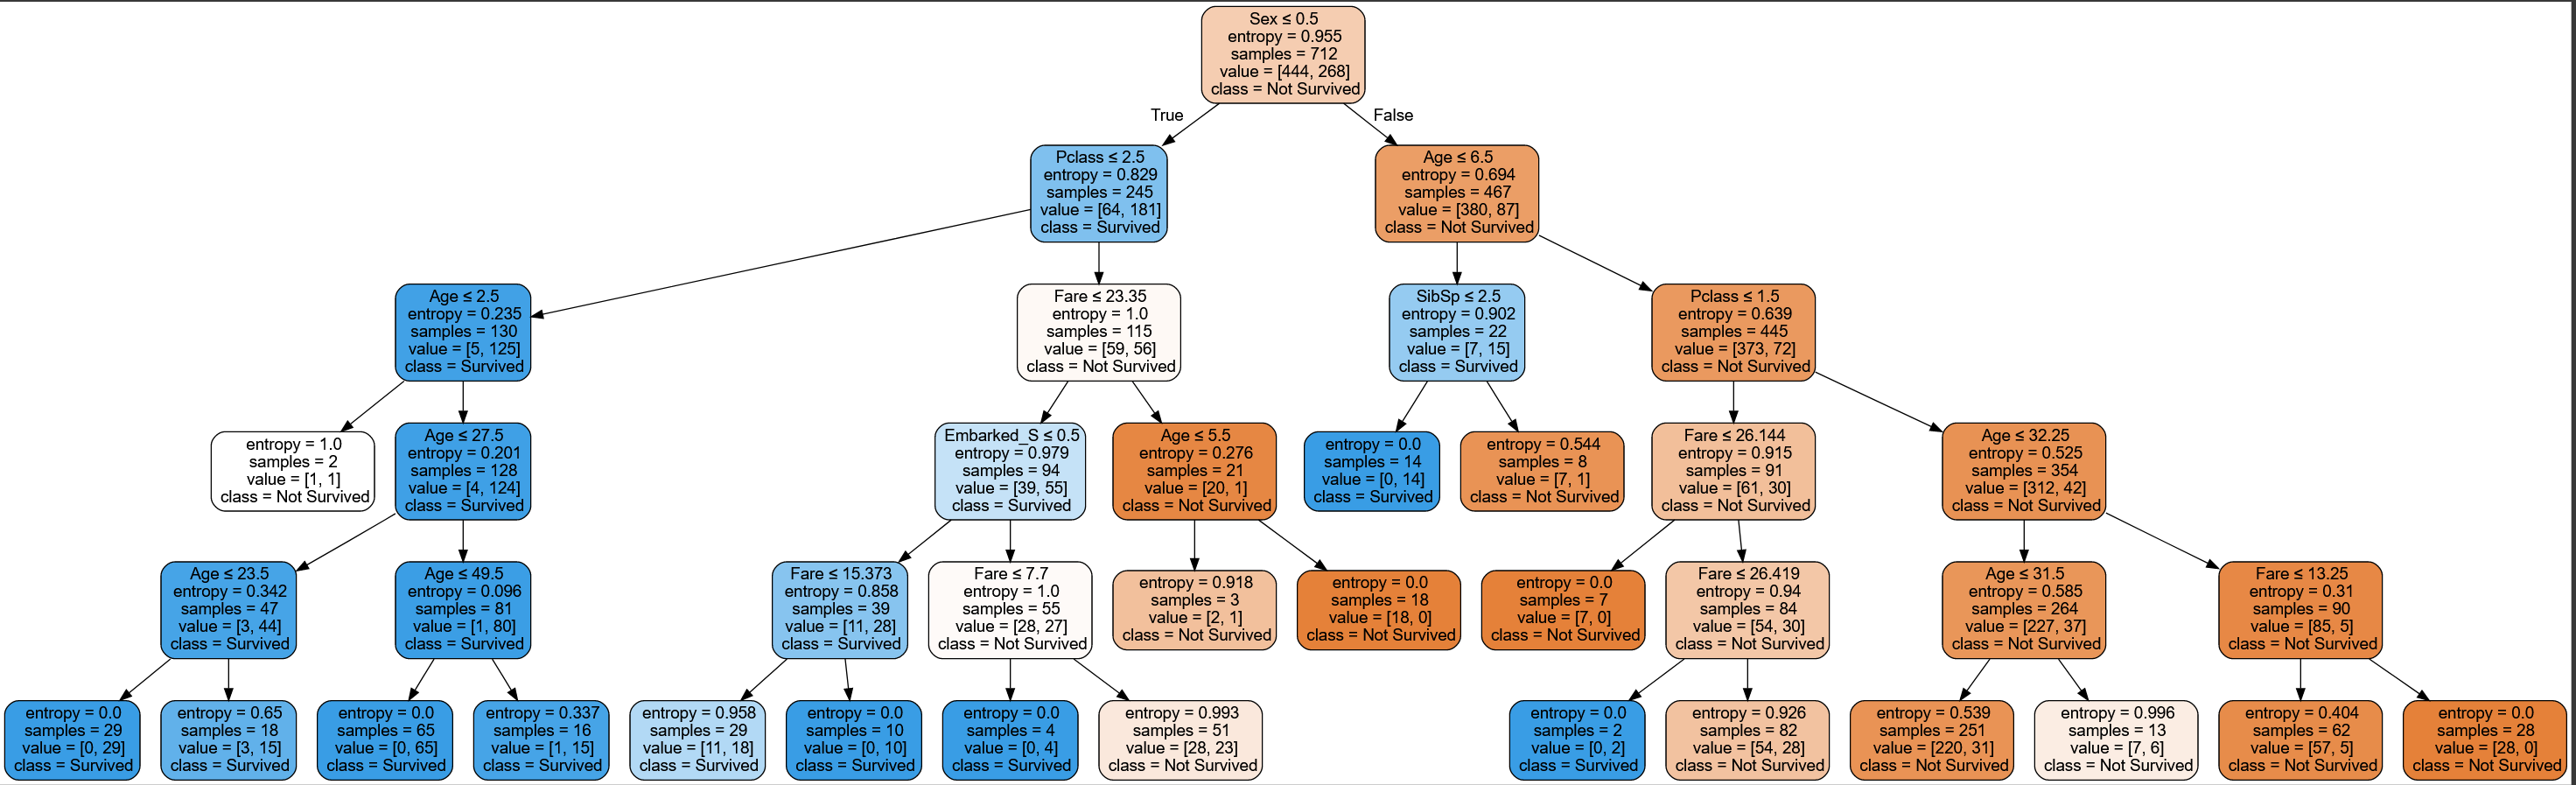 Sex ≤ 0.5
entropy = 0.955
samples = 712
value = [444, 268]
class = Not Survived
True
False
Pclass ≤ 2.5
entropy = 0.829
samples = 245
value = [64, 181]
class = Survived
Age ≤ 6.5
entropy = 0.694
samples = 467
value = [380, 87]
class = Not Survived
Age ≤ 2.5
entropy = 0.235
samples = 130
value = [5, 125]
class = Survived
Fare ≤ 23.35
entropy = 1.0
samples = 115
value = [59, 56]
class = Not Survived
SibSp ≤ 2.5
entropy = 0.902
samples = 22
value = [7, 15]
class = Survived
Pclass ≤ 1.5
entropy = 0.639
samples = 445
value = [373, 72]
class = Not Survived
entropy = 1.0
samples = 2
value = [1, 1]
class = Not Survived
Age ≤ 27.5
entropy = 0.201
samples = 128
value = [4, 124]
class = Survived
Embarked_S ≤ 0.5
entropy = 0.979
samples = 94
value = [39, 55]
class = Survived
Age ≤ 5.5
entropy = 0.276
samples = 21
value = [20, 1]
class = Not Survived
entropy = 0.0
samples = 14
value = [0, 14]
class = Survived
entropy = 0.544
samples = 8
value = [7, 1]
class = Not Survived
Fare ≤ 26.144
entropy = 0.915
samples = 91
value = [61, 30]
class = Not Survived
Age ≤ 32.25
entropy = 0.525
samples = 354
value = [312, 42]
class = Not Survived
Age ≤ 23.5
entropy = 0.342
samples = 47
value = [3, 44]
class = Survived
Age ≤ 49.5
entropy = 0.096
samples = 81
value = [1, 80]
class = Survived
Fare ≤ 15.373
entropy = 0.858
samples = 39
value = [11, 28]
class = Survived
Fare ≤ 7.7
entropy = 1.0
samples = 55
value = [28, 27]
class = Not Survived
entropy = 0.918
samples = 3
value = [2, 1]
class = Not Survived
entropy = 0.0
samples = 18
value = [18, 0]
class = Not Survived
entropy = 0.0
samples = 7
value = [7, 0]
class = Not Survived
Fare ≤ 26.419
entropy = 0.94
samples = 84
value = [54, 30]
class = Not Survived
Age ≤ 31.5
entropy = 0.585
samples = 264
value = [227, 37]
class = Not Survived
Fare ≤ 13.25
entropy = 0.31
samples = 90
value = [85, 5]
class = Not Survived
entropy = 0.0
samples = 29
value = [0, 29]
class = Survived
entropy = 0.65
samples = 18
value = [3, 15]
class = Survived
entropy = 0.0
samples = 65
value = [0, 65]
class = Survived
entropy = 0.337
samples = 16
value = [1, 15]
class = Survived
entropy = 0.958
samples = 29
value = [11, 18]
class = Survived
entropy = 0.0
samples = 10
value = [0, 10]
class = Survived
entropy = 0.0
samples = 4
value = [0, 4]
class = Survived
entropy = 0.993
samples = 51
value = [28, 23]
class = Not Survived
entropy = 0.0
samples = 2
value = [0, 2]
class = Survived
entropy = 0.926
samples = 82
value = [54, 28]
class = Not Survived
entropy = 0.539
samples = 251
value = [220, 31]
class = Not Survived
entropy = 0.996
samples = 13
value = [7, 6]
class = Not Survived
entropy = 0.404
samples = 62
value = [57, 5]
class = Not Survived
entropy = 0.0
samples = 28
value = [28, 0]
class = Not Survived